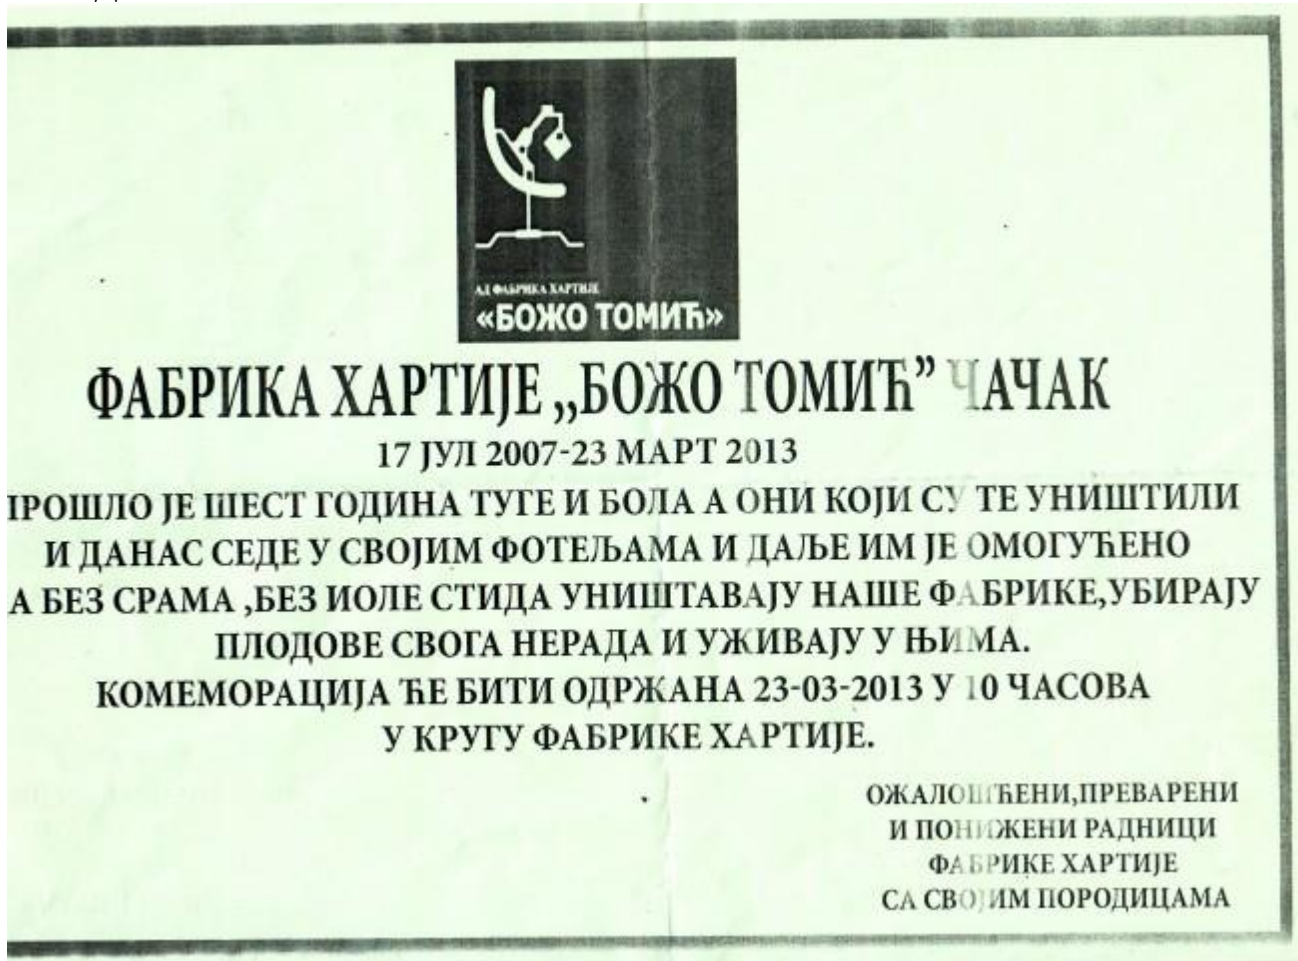 АД ФАБРИКА ХАРТИЈЕ
«БОЖО ТОМИЋ»
ФАБРИКА ХАРТИЈЕ ,,БОЖО ТОМИЋ” ЧАЧАК
17 ЈУЛ 2007-23 МАРТ 2013
ПРОШЛО ЈЕ ШЕСТ ГОДИНА ТУГЕ И БОЛА А ОНИ КОЈИ СУ ТЕ УНИШТИЛИ
И ДАНАС СЕДЕ У СВОЈИМ ФОТЕЉАМА И ДАЉЕ ИМ ЈЕ ОМОГУЋЕНО
А БЕЗ СРАМА ,БЕЗ ИОЛЕ СТИДА УНИШТАВАЈУ НАШЕ ФАБРИКЕ,УБИРАЈУ
ПЛОДОВЕ СВОГА НЕРАДА И УЖИВАЈУ У ЊИМА.
КОМЕМОРАЦИЈА ЋЕ БИТИ ОДРЖАНА 23-03-2013 У 10 ЧАСОВА
У КРУГУ ФАБРИКЕ ХАРТИЈЕ.
ОЖАЛОШЋЕНИ,ПРЕВАРЕНИ
И ПОНИЖЕНИ РАДНИЦИ
ФАБРИКЕ ХАРТИЈЕ
СА СВОЈИМ ПОРОДИЦАМА